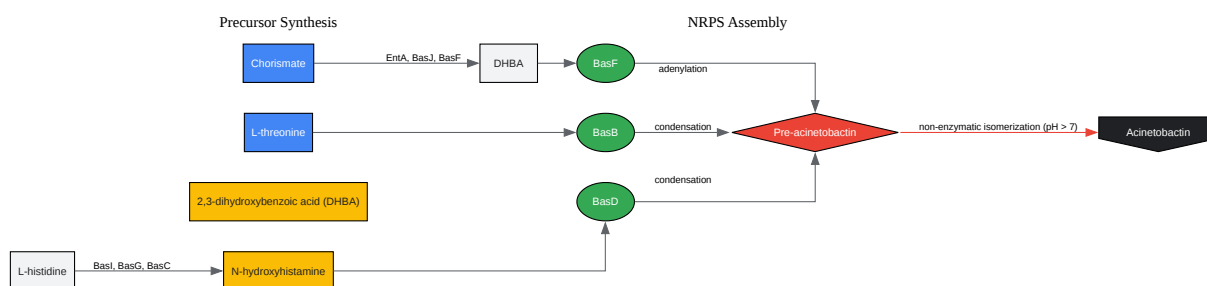 Precursor Synthesis
NRPS Assembly
Chorismate
EntA, BasJ, BasF
DHBA
BasF
adenylation
L-threonine
BasB
condensation
Pre-acinetobactin
non-enzymatic isomerization (pH > 7)
Acinetobactin
2,3-dihydroxybenzoic acid (DHBA)
BasD
condensation
L-histidine
BasI, BasG, BasC
N-hydroxyhistamine